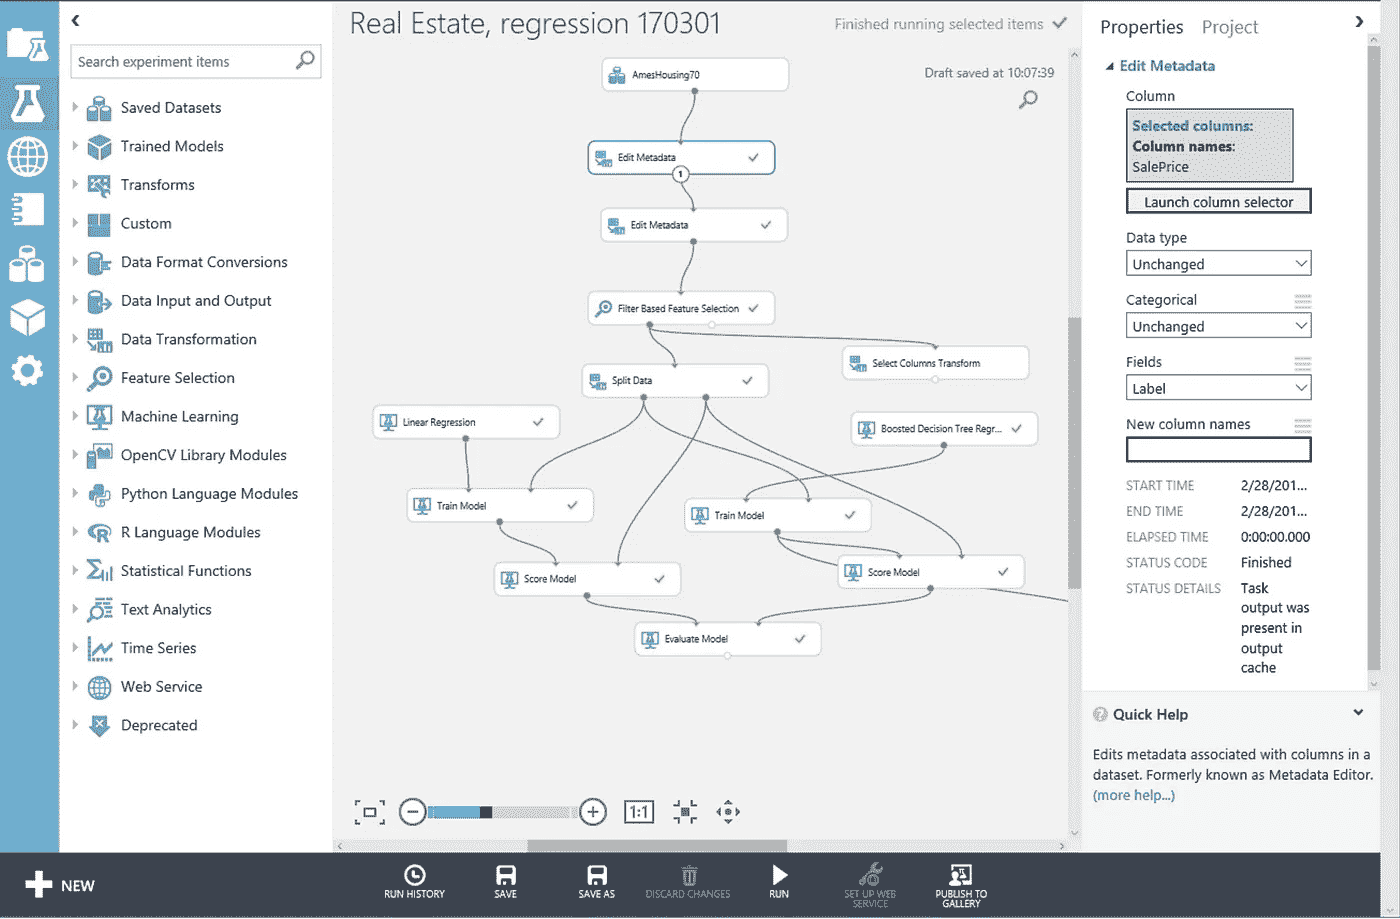 Real Estate, regression 170301
Finished running selected items
Draft saved at 10:07:39
Search experiment items
Saved Datasets
Trained Models
Transforms
Custom
Data Format Conversions
Data Input and Output
Data Transformation
Feature Selection
Machine Learning
OpenCV Library Modules
Python Language Modules
R Language Modules
Statistical Functions
Text Analytics
Time Series
Web Service
Deprecated
AmesHousing70
Edit Metadata
1
Edit Metadata
Filter Based Feature Selection
Select Columns Transform
Split Data
Linear Regression
Boosted Decision Tree Regr...
Train Model
Train Model
Score Model
Score Model
Evaluate Model
1:1
Properties Project
Edit Metadata
Column
Selected columns:
Column names:
SalePrice
Launch column selector
Data type
Unchanged
Categorical
Unchanged
Fields
Label
New column names
START TIME 2/28/201...
END TIME 2/28/201...
ELAPSED TIME 0:00:00.000
STATUS CODE Finished
STATUS DETAILS Task
output was
present in
output
cache
Quick Help
Edits metadata associated with columns in a
dataset. Formerly known as Metadata Editor.
(more help...)
NEW
RUN HISTORY
SAVE
SAVE AS
DISCARD CHANGES
RUN
SET UP WEB
SERVICE
PUBLISH TO
GALLERY